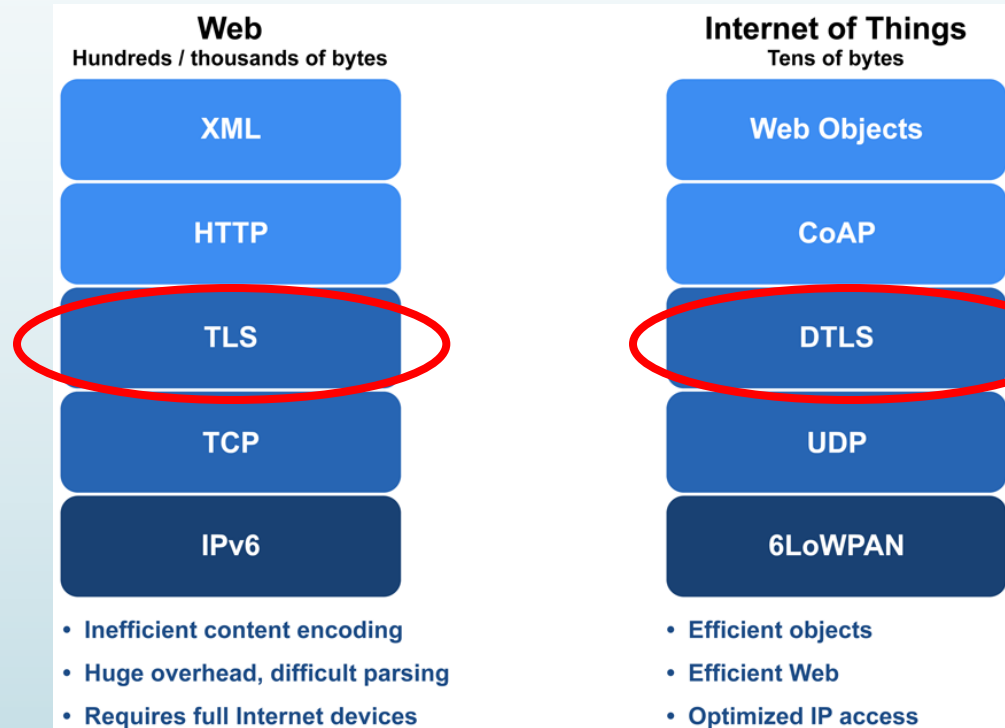 Web
Hundreds / thousands of bytes
XML
HTTP
TLS
TCP
IPv6
• Inefficient content encoding
• Huge overhead, difficult parsing
• Requires full Internet devices
Internet of Things
Tens of bytes
Web Objects
CoAP
DTLS
UDP
6LoWPAN
• Efficient objects
• Efficient Web
• Optimized IP access